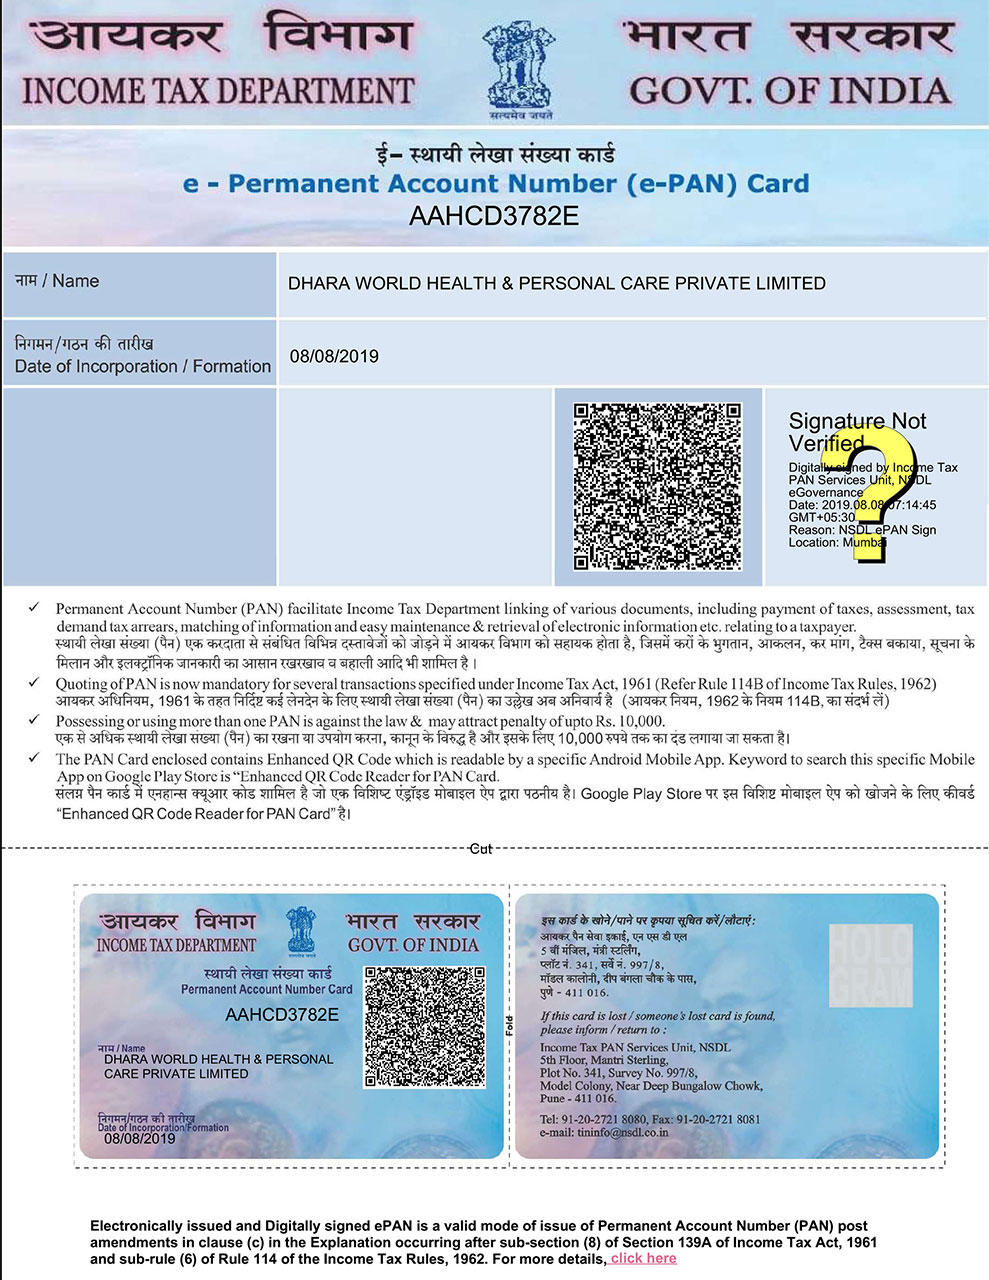 आयकर विभाग
भारत सरकार
INCOME TAX DEPARTMENT
GOVT. OF INDIA
सत्यमेव जयते
ई– स्थायी लेखा संख्या कार्ड
e - Permanent Account Number (e-PAN) Card
AAHCD3782E
नाम / Name
DHARA WORLD HEALTH & PERSONAL CARE PRIVATE LIMITED
निगमन/गठन की तारीख
Date of Incorporation / Formation
08/08/2019
Signature Not
Verified
Digitally signed by Income Tax
PAN Services Unit, NSDL
eGovernance
Date: 2019.08.08 07:14:45
GMT+05:30
Reason: NSDL ePAN Sign
Location: Mumbai
✓ Permanent Account Number (PAN) facilitate Income Tax Department linking of various documents, including payment of taxes, assessment, tax
demand tax arrears, matching of information and easy maintenance & retrieval of electronic information etc. relating to a taxpayer.
स्थायी लेखा संख्या (पैन) एक करदाता से संबंधित विभिन्न दस्तावेजों को जोड़ने में आयकर विभाग को सहायक होता है, जिसमें करों के भुगतान, आकलन, कर मांग, टैक्स बकाया, सूचना के
मिलान और इलक्ट्रॉनिक जानकारी का आसान रखरखाव व बहाली आदि भी शामिल है ।
✓ Quoting of PAN is now mandatory for several transactions specified under Income Tax Act, 1961 (Refer Rule 114B of Income Tax Rules, 1962)
आयकर अधिनियम, 1961 के तहत निर्दिष्ट कई लेनदेन के लिए स्थायी लेखा संख्या (पैन) का उल्लेख अब अनिवार्य है (आयकर नियम, 1962 के नियम 114B, का संदर्भ लें)
✓ Possessing or using more than one PAN is against the law & may attract penalty of upto Rs. 10,000.
एक से अधिक स्थायी लेखा संख्या (पैन) का रखना या उपयोग करना, कानून के विरुद्ध है और इसके लिए 10,000 रुपये तक का दंड लगाया जा सकता है।
✓ The PAN Card enclosed contains Enhanced QR Code which is readable by a specific Android Mobile App. Keyword to search this specific Mobile
App on Google Play Store is “Enhanced QR Code Reader for PAN Card.
संलग्न पैन कार्ड में एनहान्स क्यूआर कोड शामिल है जो एक विशिष्ट एंड्रॉइड मोबाइल ऐप द्वारा पठनीय है। Google Play Store पर इस विशिष्ट मोबाइल ऐप को खोजने के लिए कीवर्ड
“Enhanced QR Code Reader for PAN Card” है।
Cut
आयकर विभाग
भारत सरकार
INCOME TAX DEPARTMENT
GOVT. OF INDIA
स्थायी लेखा संख्या कार्ड
Permanent Account Number Card
AAHCD3782E
नाम / Name
DHARA WORLD HEALTH & PERSONAL
CARE PRIVATE LIMITED
निगमन/गठन की तारीख
Date of Incorporation/Formation
08/08/2019
Fold
इस कार्ड के खोने/पाने पर कृपया सूचित करें/लौटाएं :
आयकर पैन सेवा इकाई, एन एस डी एल
5 वीं मंजिल, मंत्री स्टर्लिंग,
प्लॉट नं. 341, सर्वे नं. 997/8,
मॉडल कालोनी, दीप बंगला चौक के पास,
पुणे - 411 016.
If this card is lost / someone's lost card is found,
please inform / return to :
Income Tax PAN Services Unit, NSDL
5th Floor, Mantri Sterling,
Plot No. 341, Survey No. 997/8,
Model Colony, Near Deep Bungalow Chowk,
Pune - 411 016.
Tel: 91-20-2721 8080, Fax: 91-20-2721 8081
e-mail: tininfo@nsdl.co.in
HOLO
GRAM
Electronically issued and Digitally signed ePAN is a valid mode of issue of Permanent Account Number (PAN) post
amendments in clause (c) in the Explanation occurring after sub-section (8) of Section 139A of Income Tax Act, 1961
and sub-rule (6) of Rule 114 of the Income Tax Rules, 1962. For more details, click here